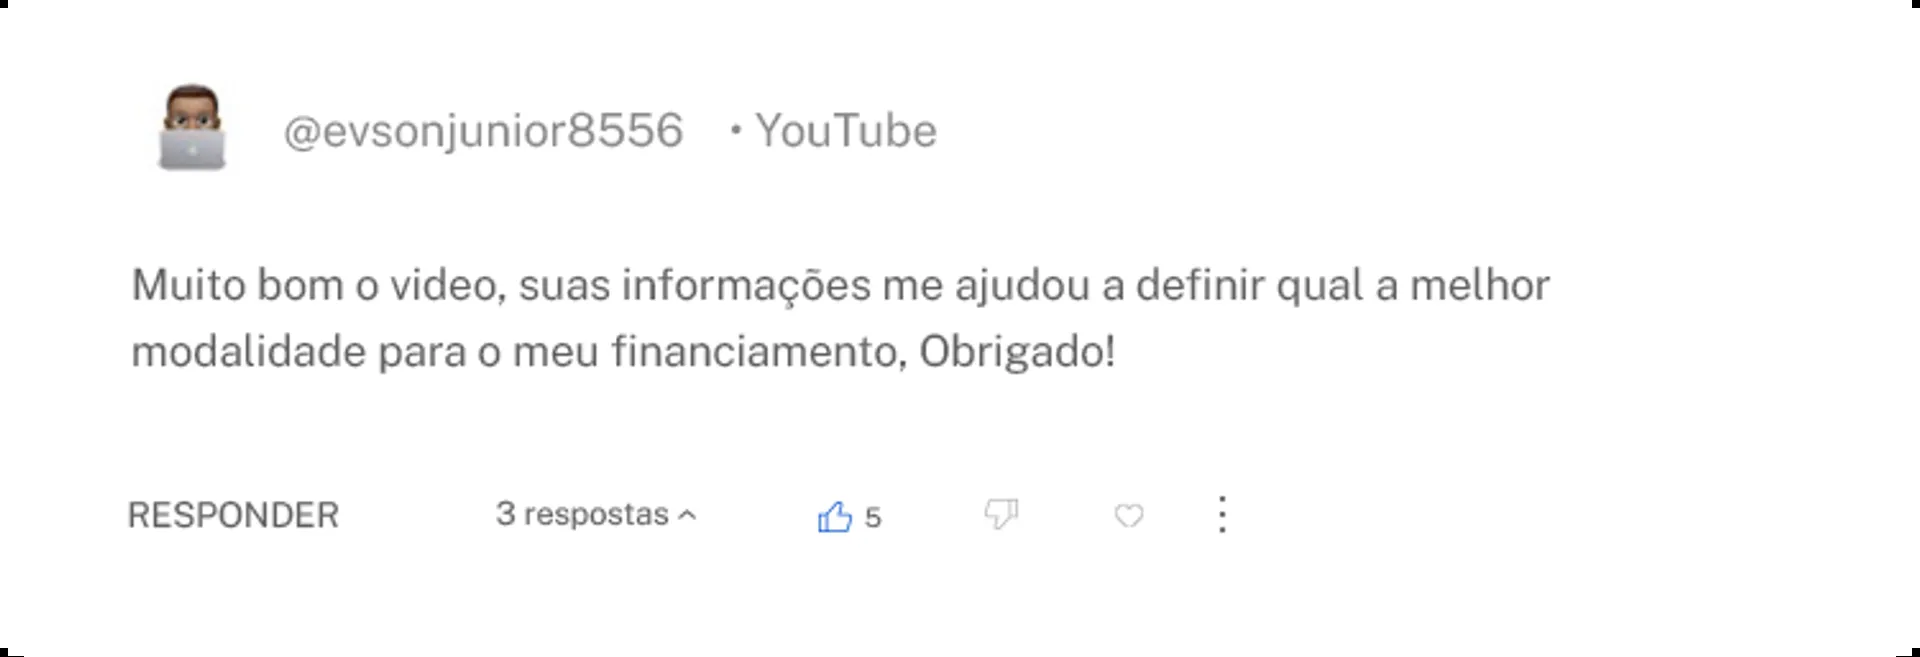 @evsonjunior8556 • YouTube
Muito bom o video, suas informações me ajudou a definir qual a melhor
modalidade para o meu financiamento, Obrigado!
RESPONDER 3 respostas 5